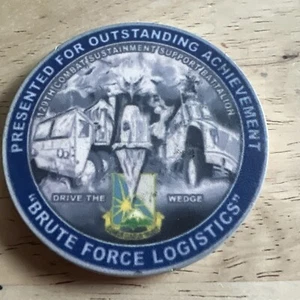 PRESENTED FOR OUTSTANDING ACHIEVEMENT
129TH COMBAT SUSTAINMENT SUPPORT BATTALION
DRIVE THE WEDGE
"BRUTE FORCE LOGISTICS"